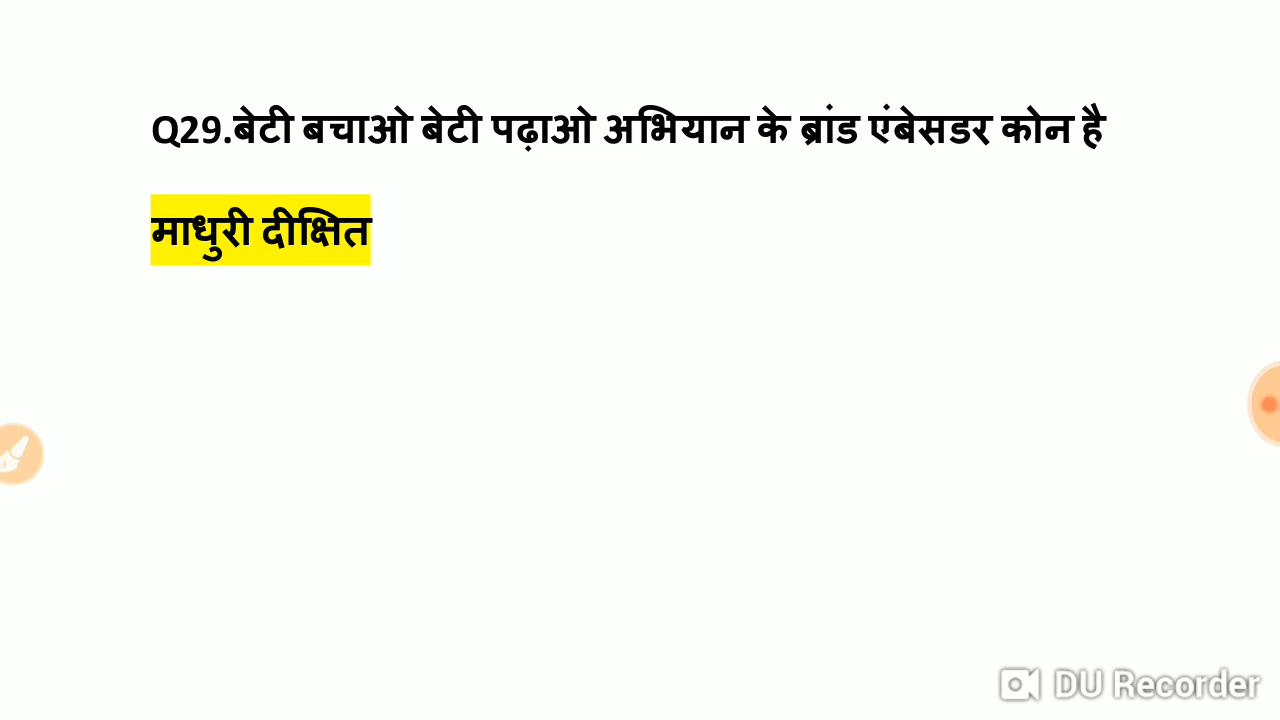 Q29.बेटी बचाओ बेटी पढ़ाओ अभियान के ब्रांड एंबेसडर कोन है
माधुरी दीक्षित
DU Recorder